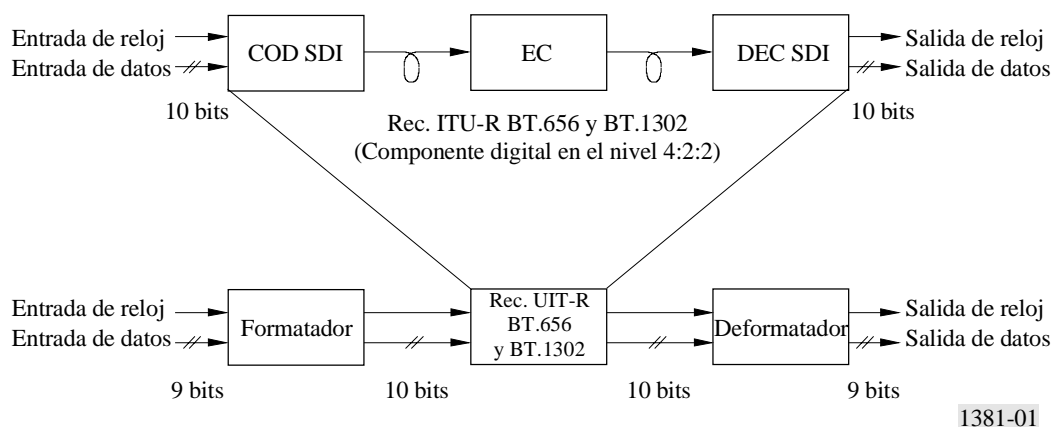 Entrada de reloj
Entrada de datos
COD SDI
EC
DEC SDI
Salida de reloj
Salida de datos
10 bits
10 bits
Rec. ITU-R BT.656 y BT.1302
(Componente digital en el nivel 4:2:2)
Entrada de reloj
Entrada de datos
Formatador
Rec. UIT-R
BT.656
y BT.1302
Deformatador
Salida de reloj
Salida de datos
9 bits
10 bits
10 bits
9 bits
1381-01